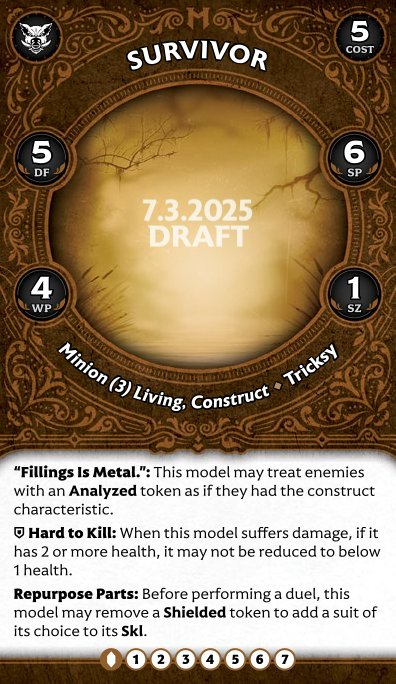 M
SURVIVOR
5
COST
5
DF
6
SP
7.3.2025
DRAFT
4
WP
1
SZ
Minion (3) Living, Construct ♦ Tricksy
“Fillings Is Metal.”: This model may treat enemies
with an Analyzed token as if they had the construct
characteristic.
Hard to Kill: When this model suffers damage, if it
has 2 or more health, it may not be reduced to below
1 health.
Repurpose Parts: Before performing a duel, this
model may remove a Shielded token to add a suit of
its choice to its Skl.
1 2 3 4 5 6 7